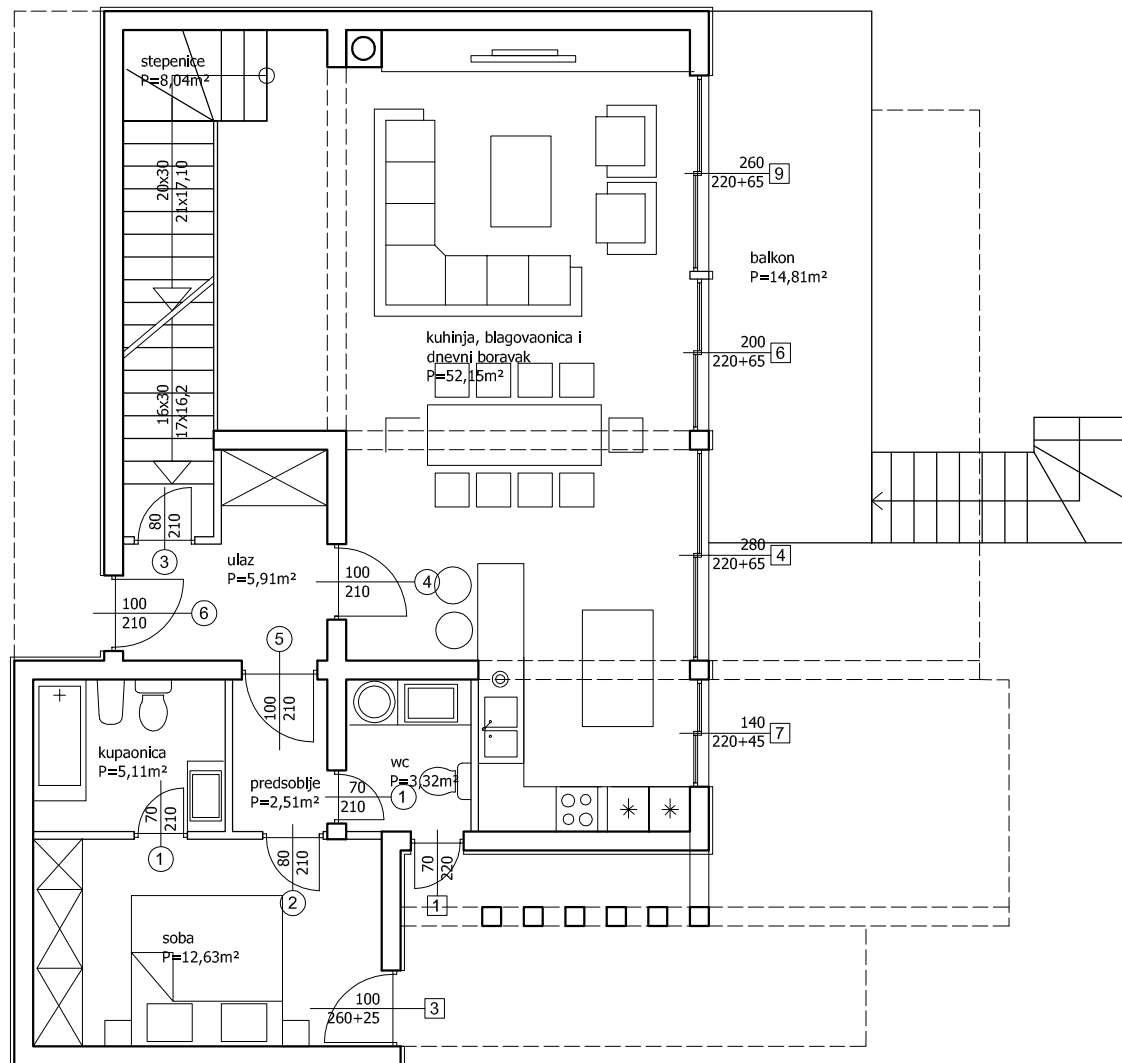 stepenice
P=8,04m²
20x30
21x17,10
260
220+65
9
balkon
P=14,81m²
kuhinja, blagovaonica i
dnevni boravak
P=52,15m²
200
220+65
6
16x30
17x16,2
80
210
3
ulaz
P=5,91m²
100
210
4
280
220+65
4
100
210
6
5
100
210
140
220+45
7
kupaonica
P=5,11m²
predsoblje
P=2,51m²
wc
P=3,32m²
70
210
1
70
210
1
80
210
2
70
220
1
soba
P=12,63m²
100
260+25
3